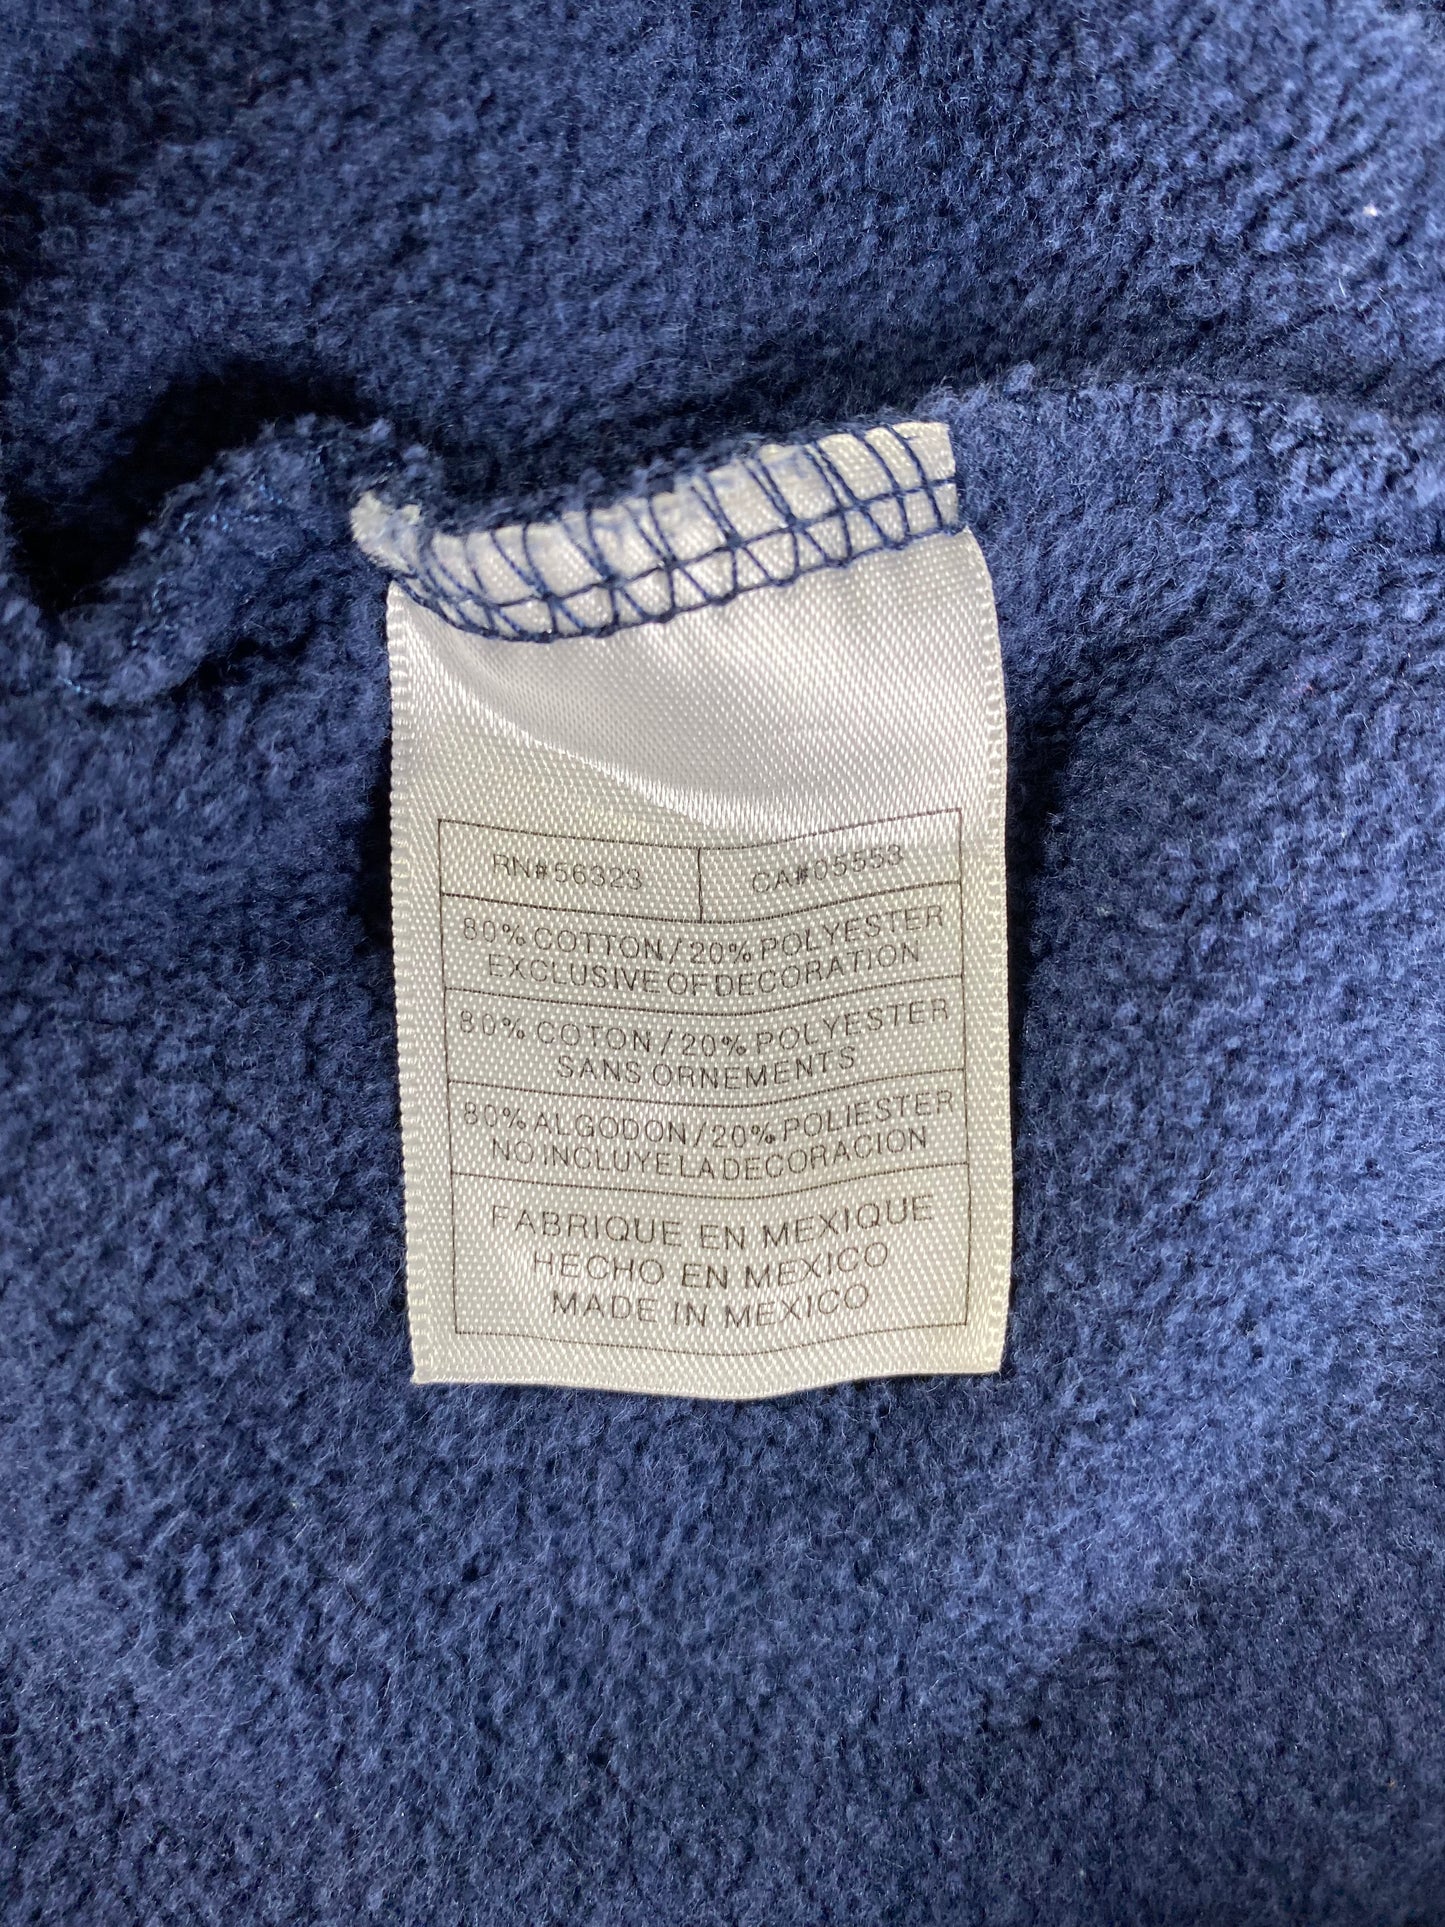 RN#56323 CA#05553
80% COTTON/20% POLYESTER
EXCLUSIVE OF DECORATION
80% COTON/20% POLYESTER
SANS ORNEMENTS
80% ALGODON/20% POLIESTER
NO INCLUYE LA DECORACION
FABRIQUE EN MEXIQUE
HECHO EN MEXICO
MADE IN MEXICO